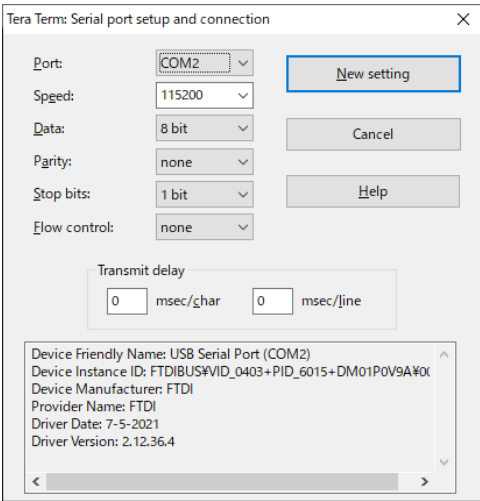 Tera Term: Serial port setup and connection
Port: COM2
New setting
Speed: 115200
Data: 8 bit
Cancel
Parity: none
Stop bits: 1 bit
Help
Flow control: none
Transmit delay
0 msec/char 0 msec/line
Device Friendly Name: USB Serial Port (COM2)
Device Instance ID: FTDIBUS¥VID_0403+PID_6015+DM01P0V9A¥00
Device Manufacturer: FTDI
Provider Name: FTDI
Driver Date: 7-5-2021
Driver Version: 2.12.36.4